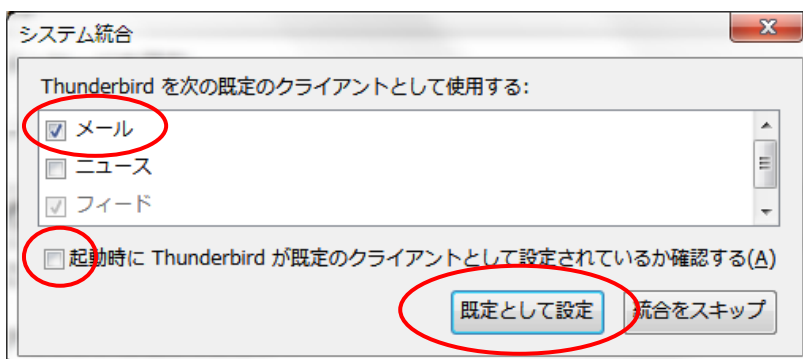 システム統合
Thunderbird を次の既定のクライアントとして使用する:
メール
ニュース
フィード
起動時に Thunderbird が既定のクライアントとして設定されているか確認する(A)
既定として設定 統合をスキップ